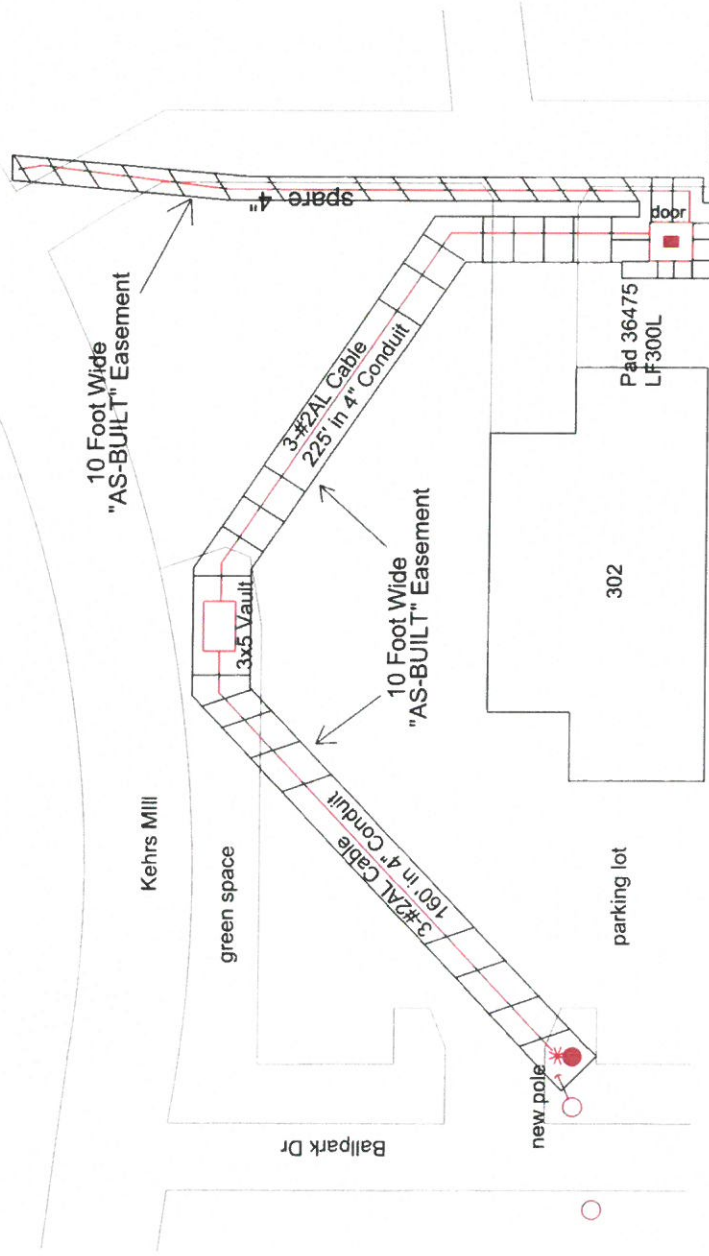 10 Foot Wide
"AS-BUILT" Easement
spare 4"
door
Pad 36475
LF300L
3-#2AL Cable
225' in 4" Conduit
3x5 Vault
10 Foot Wide
"AS-BUILT" Easement
302
Kehrs MIll
green space
3-#2AL Cable
160' in 4" Conduit
parking lot
new pole
Ballpark Dr